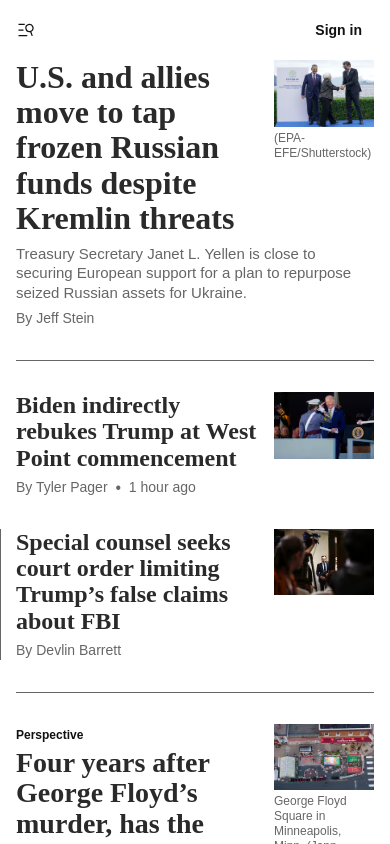 Sign in
U.S. and allies
move to tap
frozen Russian
funds despite
Kremlin threats
(EPA-
EFE/Shutterstock)
Treasury Secretary Janet L. Yellen is close to
securing European support for a plan to repurpose
seized Russian assets for Ukraine.
By Jeff Stein
Biden indirectly
rebukes Trump at West
Point commencement
By Tyler Pager • 1 hour ago
Special counsel seeks
court order limiting
Trump’s false claims
about FBI
By Devlin Barrett
Perspective
Four years after
George Floyd’s
murder, has the
George Floyd
Square in
Minneapolis,
Minn. (Jenn